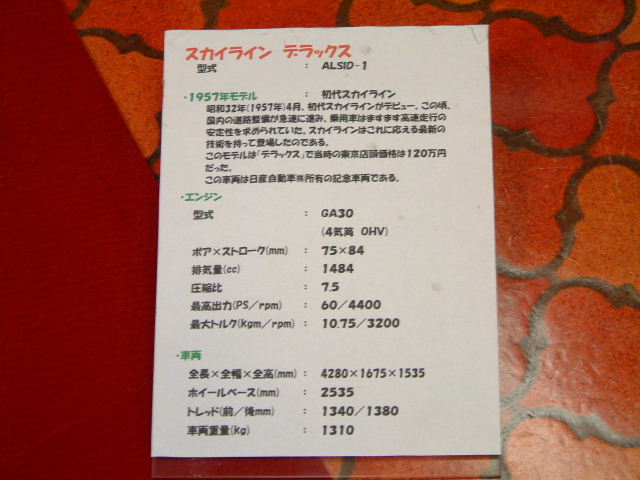 スカイライン デラックス
型式 : ALSID-1
・1957年モデル : 初代スカイライン
昭和32年(1957年)4月、初代スカイラインがデビュー、この頃、
国内の道路整備が急速に進み、乗用車はますます高速走行の
安定性を求められていた。スカイラインはこれに応える最新の
技術を持って登場したのである。
このモデルは「デラックス」で当時の東京店頭価格は120万円
だった。
この車両は日産自動車㈱所有の記念車両である。
・エンジン
型式 : GA30
(4気筒 OHV)
ボア×ストローク(mm) : 75×84
排気量(cc) : 1484
圧縮比 : 7.5
最高出力(PS/rpm) : 60/4400
最大トルク(Kgm/rpm) : 10.75/3200
・車両
全長×全幅×全高(mm) : 4280×1675×1535
ホイールベース(mm) : 2535
トレッド(前/後mm) : 1340/1380
車両重量(kg) : 1310